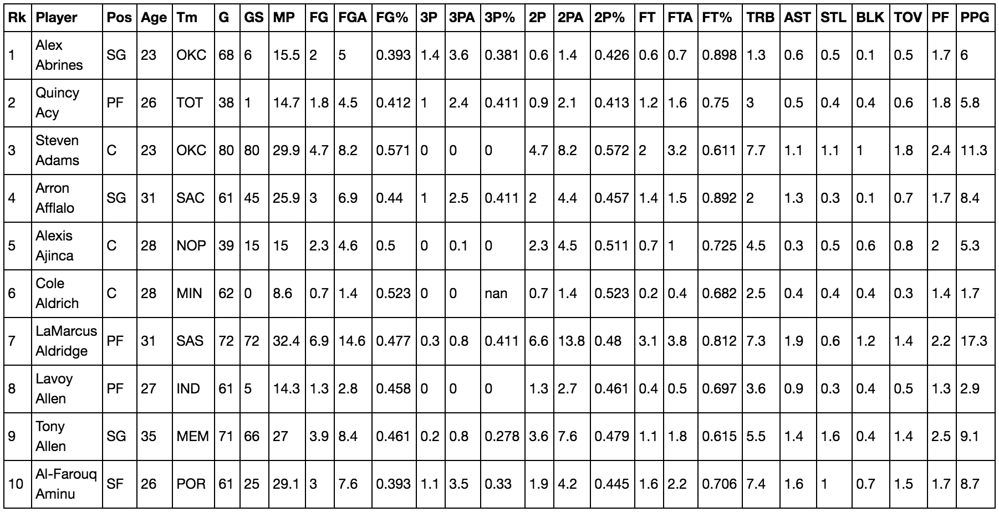 Rk Player Pos Age Tm G GS MP FG FGA FG% 3P 3PA 3P% 2P 2PA 2P% FT FTA FT% TRB AST STL BLK TOV PF PPG
1 Alex Abrines SG 23 OKC 68 6 15.5 2 5 0.393 1.4 3.6 0.381 0.6 1.4 0.426 0.6 0.7 0.898 1.3 0.6 0.5 0.1 0.5 1.7 6
2 Quincy Acy PF 26 TOT 38 1 14.7 1.8 4.5 0.412 1 2.4 0.411 0.9 2.1 0.413 1.2 1.6 0.75 3 0.5 0.4 0.4 0.6 1.8 5.8
3 Steven Adams C 23 OKC 80 80 29.9 4.7 8.2 0.571 0 0 0 4.7 8.2 0.572 2 3.2 0.611 7.7 1.1 1.1 1 1.8 2.4 11.3
4 Arron Afflalo SG 31 SAC 61 45 25.9 3 6.9 0.44 1 2.5 0.411 2 4.4 0.457 1.4 1.5 0.892 2 1.3 0.3 0.1 0.7 1.7 8.4
5 Alexis Ajinca C 28 NOP 39 15 15 2.3 4.6 0.5 0 0.1 0 2.3 4.5 0.511 0.7 1 0.725 4.5 0.3 0.5 0.6 0.8 2 5.3
6 Cole Aldrich C 28 MIN 62 0 8.6 0.7 1.4 0.523 0 0 nan 0.7 1.4 0.523 0.2 0.4 0.682 2.5 0.4 0.4 0.4 0.3 1.4 1.7
7 LaMarcus Aldridge PF 31 SAS 72 72 32.4 6.9 14.6 0.477 0.3 0.8 0.411 6.6 13.8 0.48 3.1 3.8 0.812 7.3 1.9 0.6 1.2 1.4 2.2 17.3
8 Lavoy Allen PF 27 IND 61 5 14.3 1.3 2.8 0.458 0 0 0 1.3 2.7 0.461 0.4 0.5 0.697 3.6 0.9 0.3 0.4 0.5 1.3 2.9
9 Tony Allen SG 35 MEM 71 66 27 3.9 8.4 0.461 0.2 0.8 0.278 3.6 7.6 0.479 1.1 1.8 0.615 5.5 1.4 1.6 0.4 1.4 2.5 9.1
10 Al-Farouq Aminu SF 26 POR 61 25 29.1 3 7.6 0.393 1.1 3.5 0.33 1.9 4.2 0.445 1.6 2.2 0.706 7.4 1.6 1 0.7 1.5 1.7 8.7